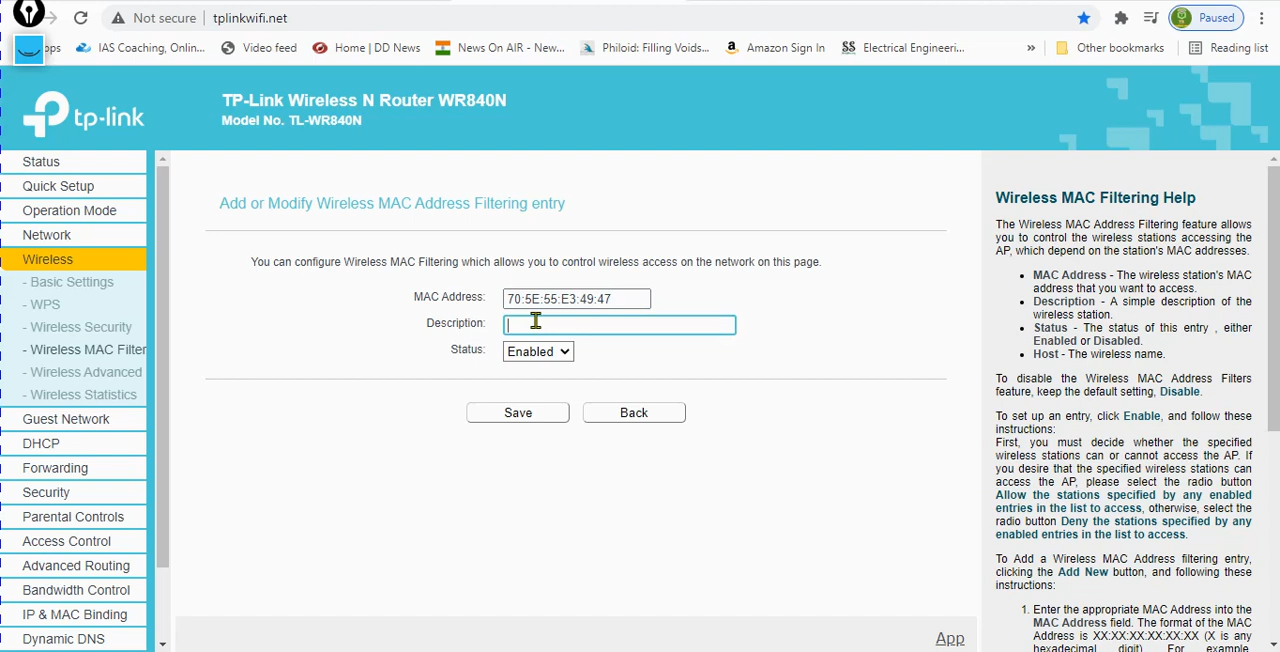 Not secure | tplinkwifi.net
Paused
ps
IAS Coaching, Onlin...
Video feed
Home | DD News
News On AIR - New...
Philoid: Filling Voids...
Amazon Sign In
Electrical Engineeri...
»
Other bookmarks
Reading list
tp-link
TP-Link Wireless N Router WR840N
Model No. TL-WR840N
Status
Quick Setup
Operation Mode
Network
Wireless
- Basic Settings
- WPS
- Wireless Security
- Wireless MAC Filter
- Wireless Advanced
- Wireless Statistics
Guest Network
DHCP
Forwarding
Security
Parental Controls
Access Control
Advanced Routing
Bandwidth Control
IP & MAC Binding
Dynamic DNS
Add or Modify Wireless MAC Address Filtering entry
You can configure Wireless MAC Filtering which allows you to control wireless access on the network on this page.
MAC Address: 70:5E:55:E3:49:47
Description:
Status: Enabled
Save Back
App
Wireless MAC Filtering Help
The Wireless MAC Address Filtering feature allows
you to control the wireless stations accessing the
AP, which depend on the station's MAC addresses.
• MAC Address - The wireless station's MAC
address that you want to access.
• Description - A simple description of the
wireless station.
• Status - The status of this entry , either
Enabled or Disabled.
• Host - The wireless name.
To disable the Wireless MAC Address Filters
feature, keep the default setting, Disable.
To set up an entry, click Enable, and follow these
instructions:
First, you must decide whether the specified
wireless stations can or cannot access the AP. If
you desire that the specified wireless stations can
access the AP, please select the radio button
Allow the stations specified by any enabled
entries in the list to access, otherwise, select the
radio button Deny the stations specified by any
enabled entries in the list to access.
To Add a Wireless MAC Address filtering entry,
clicking the Add New button, and following these
instructions:
1. Enter the appropriate MAC Address into the
MAC Address field. The format of the MAC
Address is XX:XX:XX:XX:XX:XX (X is any
hexadecimal digit). For example,